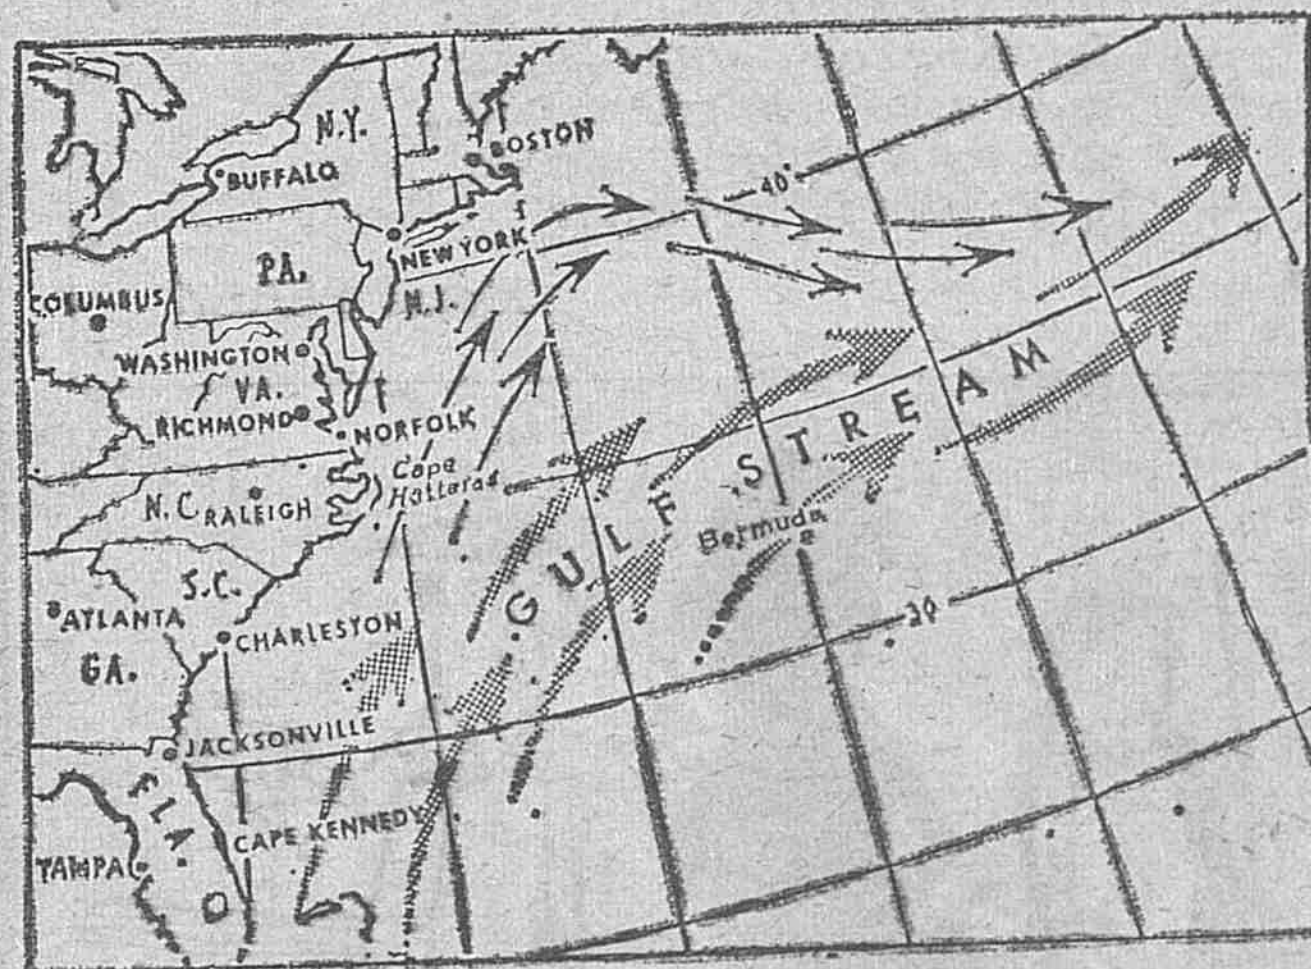 N.Y.
BOSTON
BUFFALO
40°
NEW YORK
PA.
N.J.
COLUMBUS
WASHINGTON
VA.
RICHMOND
NORFOLK
Cape
Hatteras
N.C.
RALEIGH
GULF STREAM
Bermuda
S.C.
ATLANTA
CHARLESTON
GA.
30
JACKSONVILLE
FLA.
CAPE KENNEDY
TAMPA